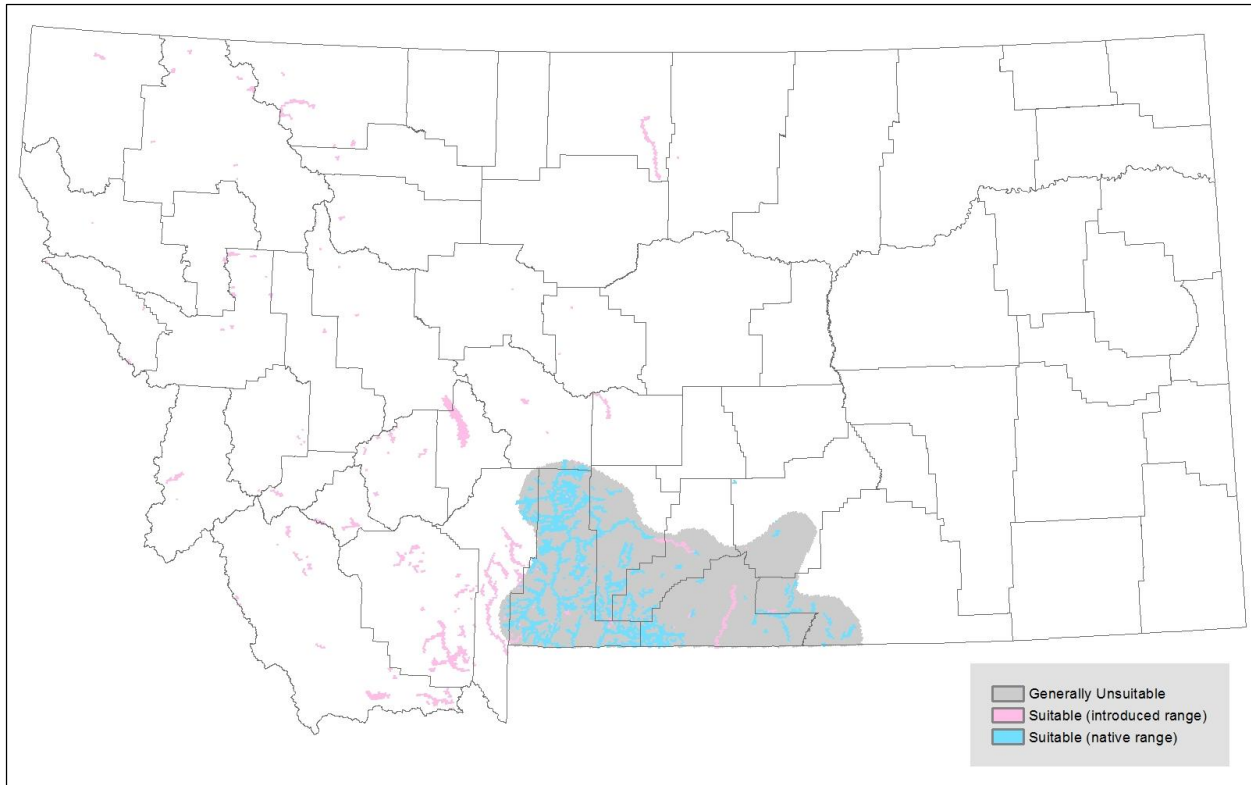 Generally Unsuitable
Suitable (introduced range)
Suitable (native range)